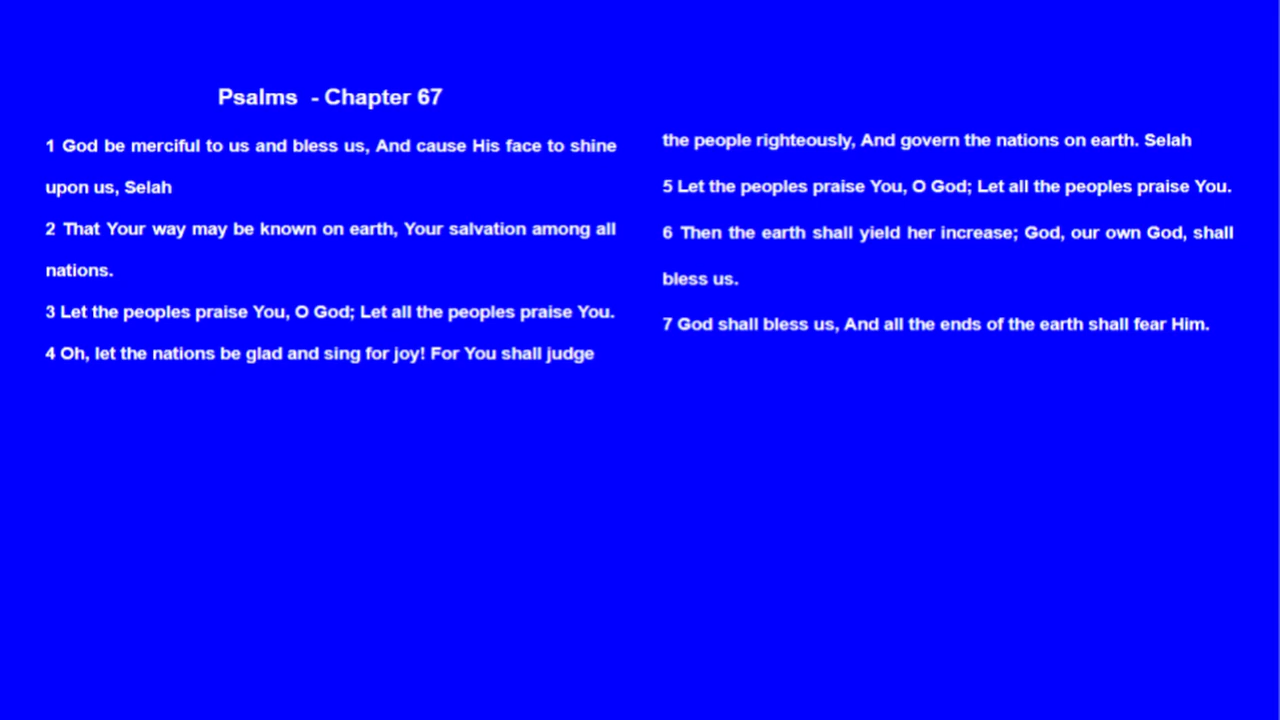 Psalms - Chapter 67
1 God be merciful to us and bless us, And cause His face to shine
upon us, Selah
2 That Your way may be known on earth, Your salvation among all
nations.
3 Let the peoples praise You, O God; Let all the peoples praise You.
4 Oh, let the nations be glad and sing for joy! For You shall judge
the people righteously, And govern the nations on earth. Selah
5 Let the peoples praise You, O God; Let all the peoples praise You.
6 Then the earth shall yield her increase; God, our own God, shall
bless us.
7 God shall bless us, And all the ends of the earth shall fear Him.